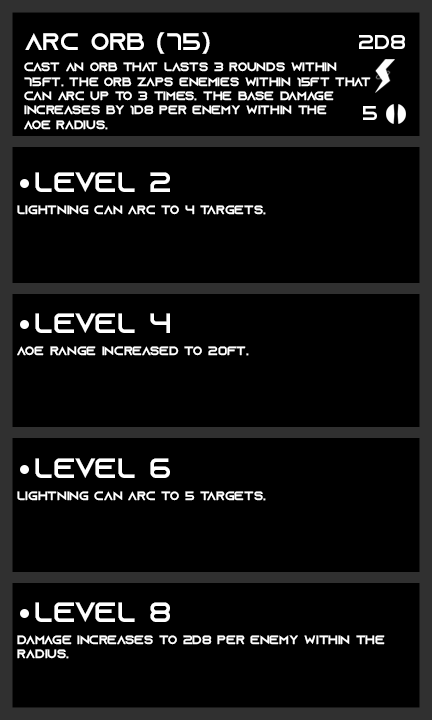 ARC ORB (75)
2D8
CAST AN ORB THAT LASTS 3 ROUNDS WITHIN
75FT. THE ORB ZAPS ENEMIES WITHIN 15FT THAT
CAN ARC UP TO 3 TIMES. THE BASE DAMAGE
INCREASES BY 1D8 PER ENEMY WITHIN THE
AOE RADIUS.
5
•LEVEL 2
LIGHTNING CAN ARC TO 4 TARGETS.
•LEVEL 4
AOE RANGE INCREASED TO 20FT.
•LEVEL 6
LIGHTNING CAN ARC TO 5 TARGETS.
•LEVEL 8
DAMAGE INCREASES TO 2D8 PER ENEMY WITHIN THE
RADIUS.